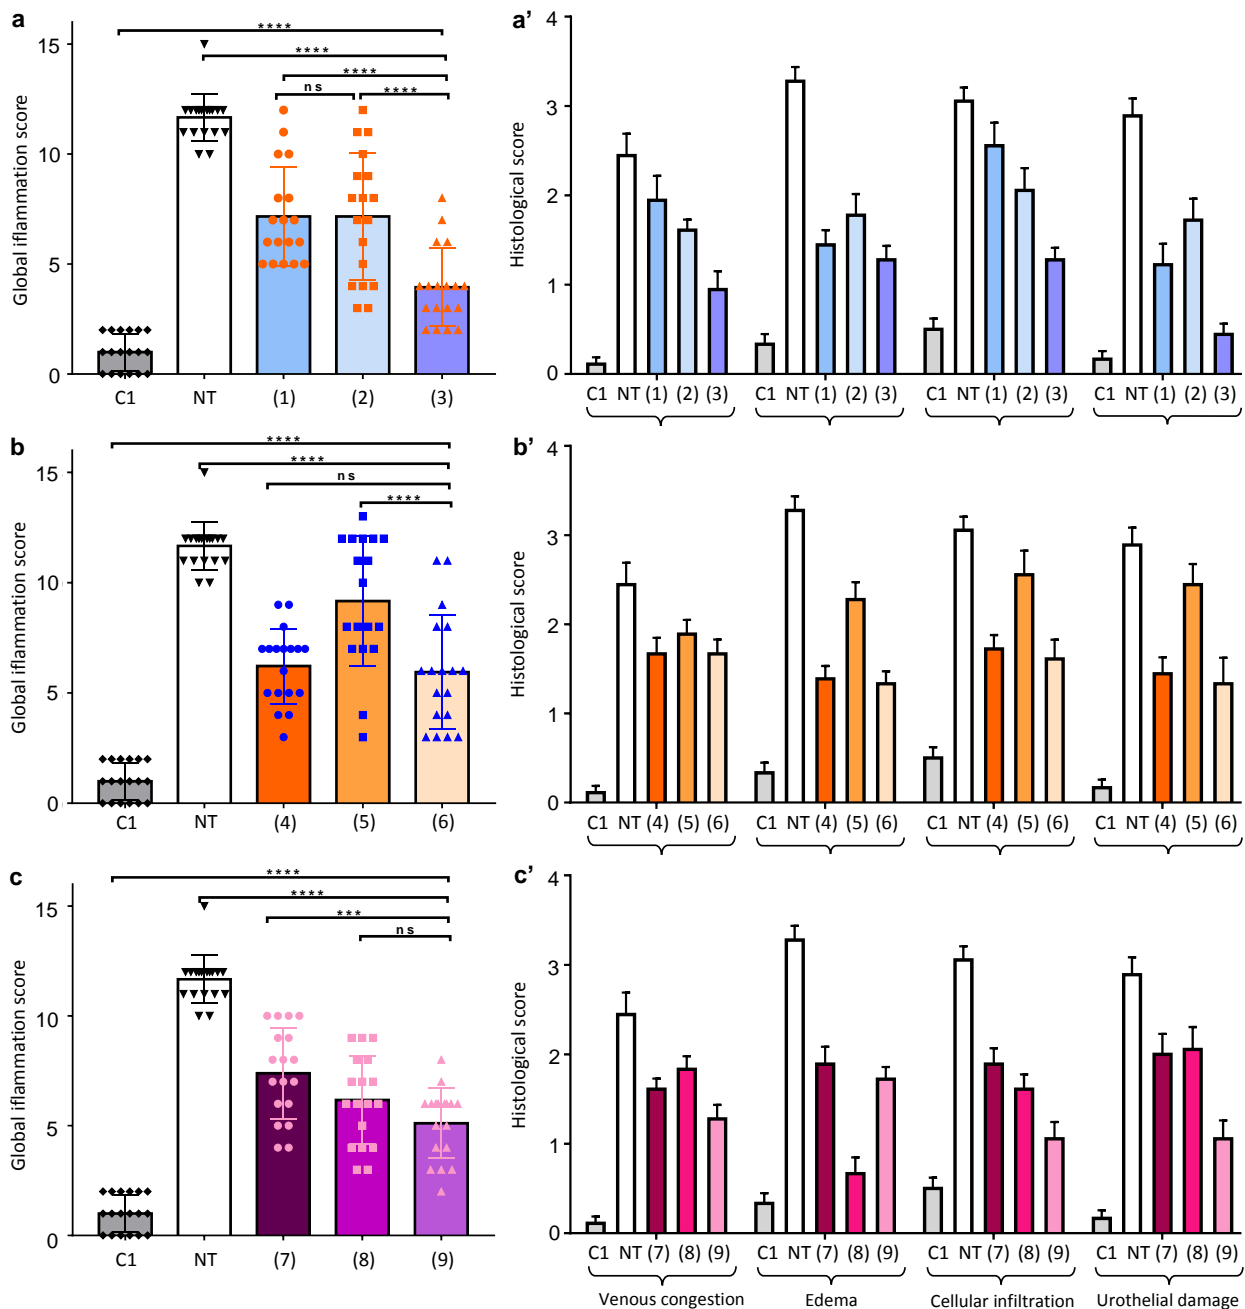 a
Global iflammation score
15
10
5
0
****
****
****
ns
****
C1 NT (1) (2) (3)
a’
Histological score
4
3
2
1
0
C1 NT (1) (2) (3) C1 NT (1) (2) (3) C1 NT (1) (2) (3) C1 NT (1) (2) (3)
b
Global iflammation score
15
10
5
0
****
****
ns
****
C1 NT (4) (5) (6)
b’
Histological score
4
3
2
1
0
C1 NT (4) (5) (6) C1 NT (4) (5) (6) C1 NT (4) (5) (6) C1 NT (4) (5) (6)
c
Global iflammation score
15
10
5
0
****
****
***
ns
C1 NT (7) (8) (9)
c’
Histological score
4
3
2
1
0
C1 NT (7) (8) (9) C1 NT (7) (8) (9) C1 NT (7) (8) (9) C1 NT (7) (8) (9)
Venous congestion Edema Cellular infiltration Urothelial damage